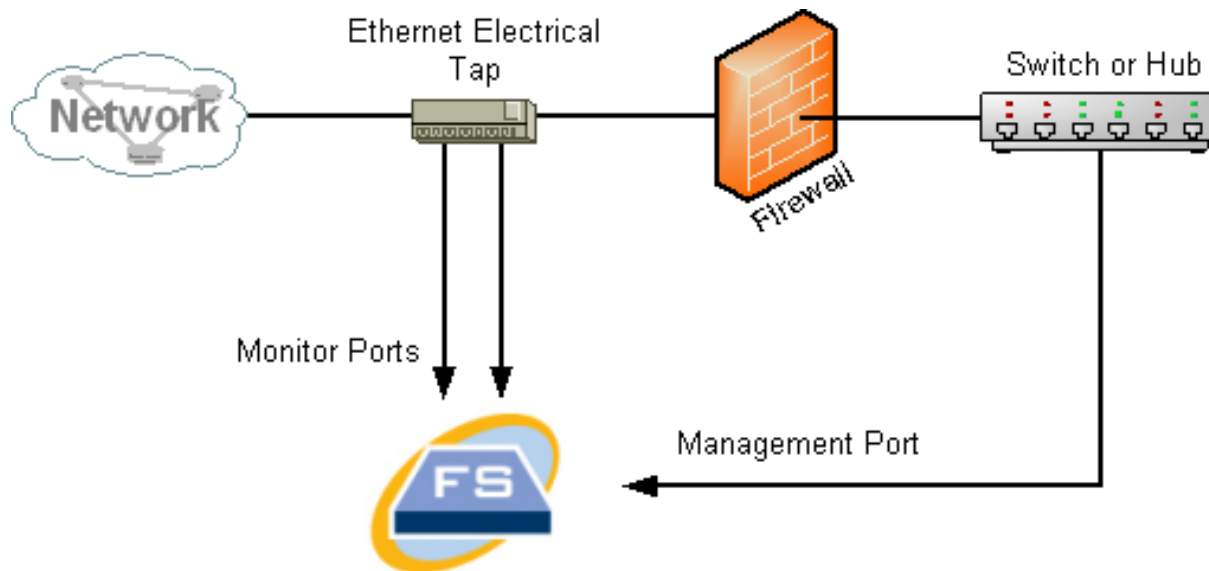 Ethernet Electrical
Tap
Switch or Hub
Network
Firewall
Monitor Ports
Management Port
FS